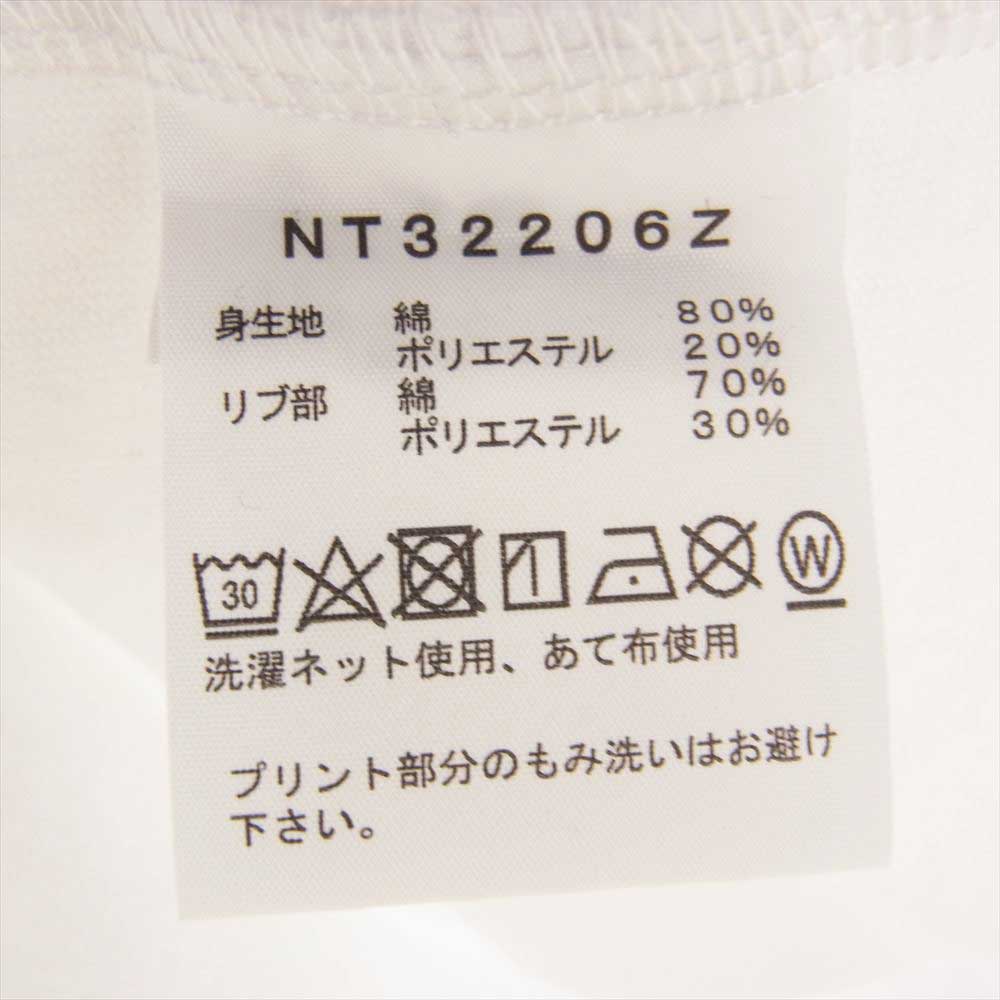 NT32206Z
身生地 綿 80%
ポリエステル 20%
リブ部 綿 70%
ポリエステル 30%
30 W
洗濯ネット使用、あて布使用
プリント部分のもみ洗いはお避け
下さい。